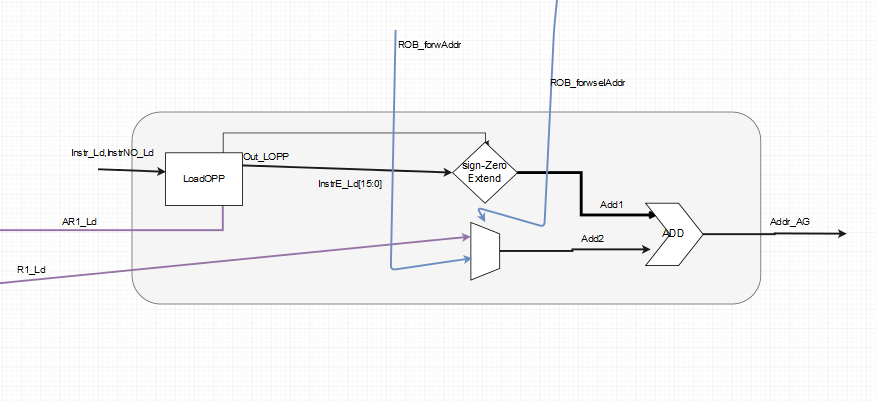 ROB_forwAddr
ROB_forwselAddr
Instr_Ld,InstrNO_Ld
Out_LOPP
sign-Zero
Extend
LoadOPP
InstrE_Ld[15:0]
Add1
AR1_Ld
Addr_AG
ADD
Add2
R1_Ld